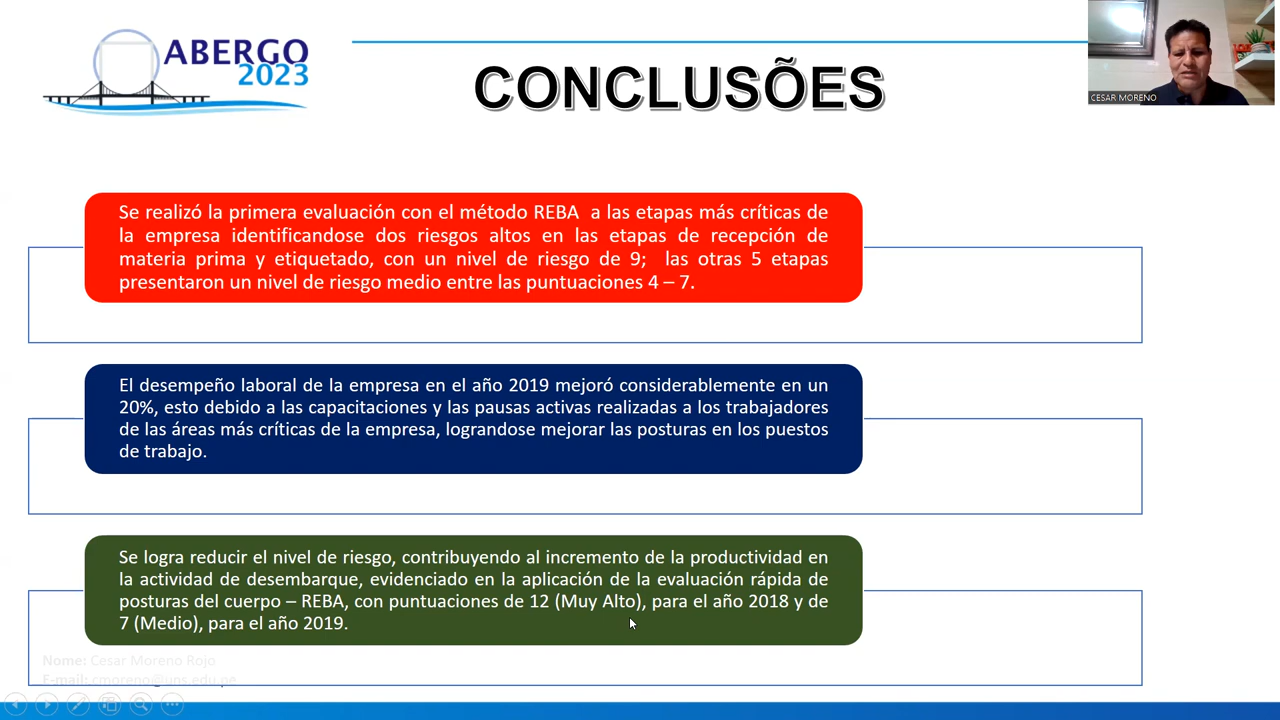 ABERGO
2023
CONCLUSÕES
CESAR MORENO
Se realizó la primera evaluación con el método REBA a las etapas más críticas de
la empresa identificandose dos riesgos altos en las etapas de recepción de
materia prima y etiquetado, con un nivel de riesgo de 9; las otras 5 etapas
presentaron un nivel de riesgo medio entre las puntuaciones 4 – 7.
El desempeño laboral de la empresa en el año 2019 mejoró considerablemente en un
20%, esto debido a las capacitaciones y las pausas activas realizadas a los trabajadores
de las áreas más críticas de la empresa, lograndose mejorar las posturas en los puestos
de trabajo.
Se logra reducir el nivel de riesgo, contribuyendo al incremento de la productividad en
la actividad de desembarque, evidenciado en la aplicación de la evaluación rápida de
posturas del cuerpo – REBA, con puntuaciones de 12 (Muy Alto), para el año 2018 y de
7 (Medio), para el año 2019.
Nome: Cesar Moreno Rojo
E-mail: cmoreno@uns.edu.pe